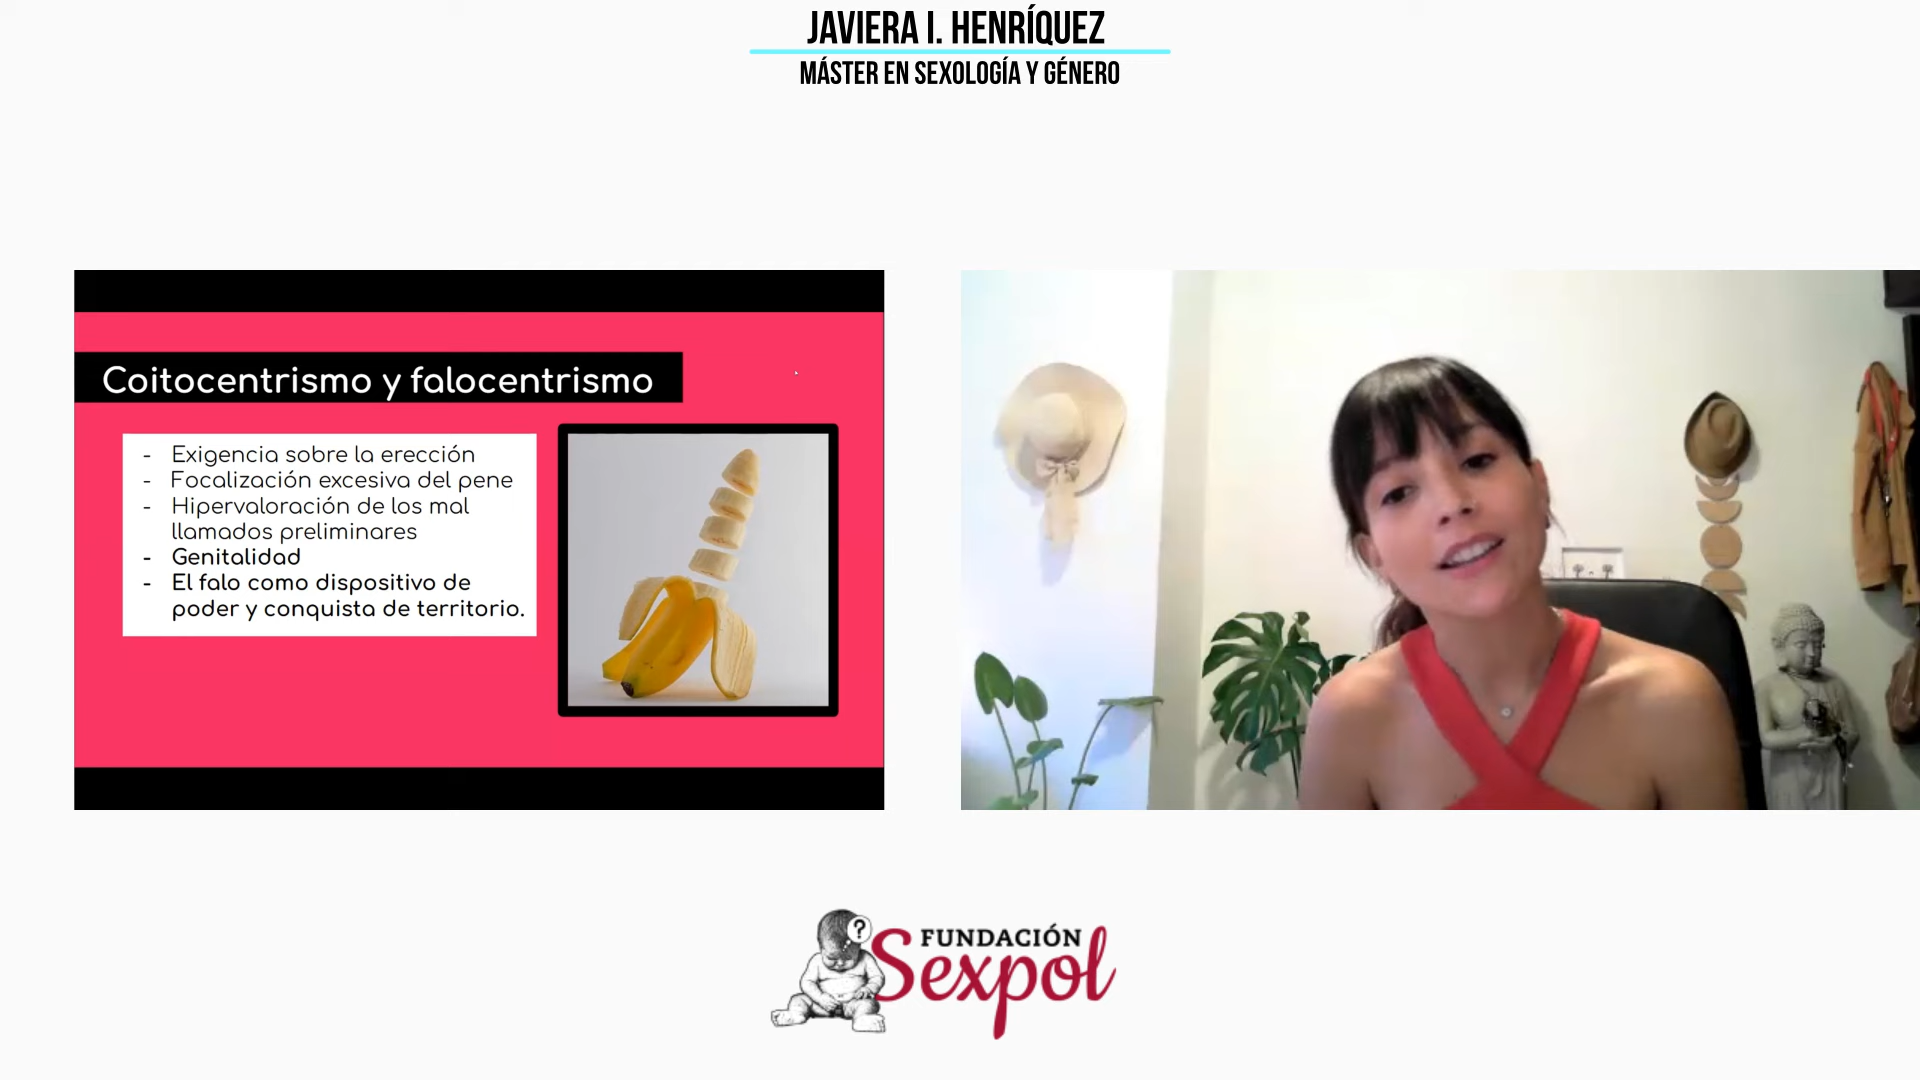 JAVIERA I. HENRÍQUEZ
MÁSTER EN SEXOLOGÍA Y GÉNERO
Coitocentrismo y falocentrismo
- Exigencia sobre la erección
- Focalización excesiva del pene
- Hipervaloración de los mal
llamados preliminares
- Genitalidad
- El falo como dispositivo de
poder y conquista de territorio.
?
FUNDACIÓN
Sexpol